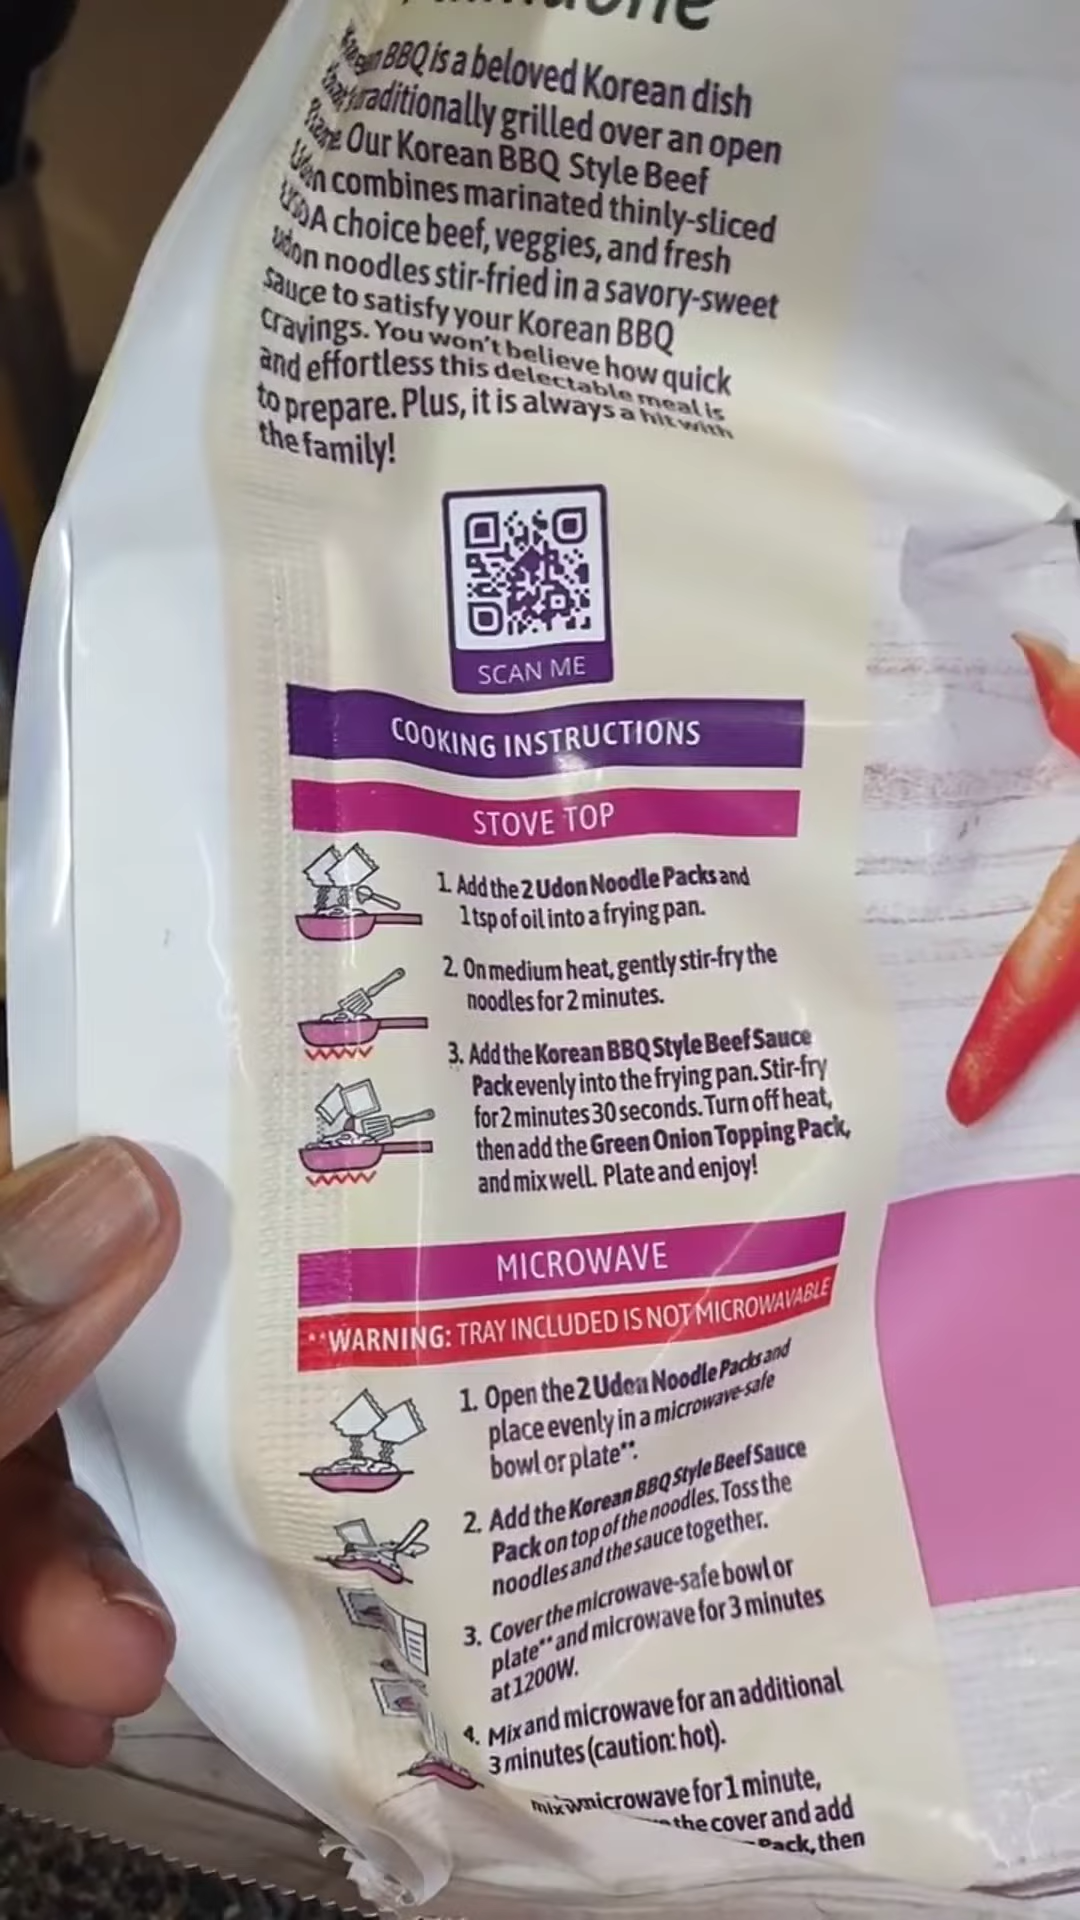 Korean BBQ is a beloved Korean dish
that's traditionally grilled over an open
flame. Our Korean BBQ Style Beef
Udon combines marinated thinly-sliced
USDA choice beef, veggies, and fresh
udon noodles stir-fried in a savory-sweet
sauce to satisfy your Korean BBQ
cravings. You won't believe how quick
and effortless this delectable meal is
to prepare. Plus, it is always a hit with
the family!
SCAN ME
COOKING INSTRUCTIONS
STOVE TOP
1. Add the 2 Udon Noodle Packs and
1 tsp of oil into a frying pan.
2. On medium heat, gently stir-fry the
noodles for 2 minutes.
3. Add the Korean BBQ Style Beef Sauce
Pack evenly into the frying pan. Stir-fry
for 2 minutes 30 seconds. Turn off heat,
then add the Green Onion Topping Pack,
and mix well. Plate and enjoy!
MICROWAVE
**WARNING: TRAY INCLUDED IS NOT MICROWAVABLE
1. Open the 2 Udon Noodle Packs and
place evenly in a microwave-safe
bowl or plate**.
2. Add the Korean BBQ Style Beef Sauce
Pack on top of the noodles. Toss the
noodles and the sauce together.
3. Cover the microwave-safe bowl or
plate** and microwave for 3 minutes
at 1200W.
4. Mix and microwave for an additional
3 minutes (caution: hot).
microwave for 1 minute,
the cover and add
Pack, then